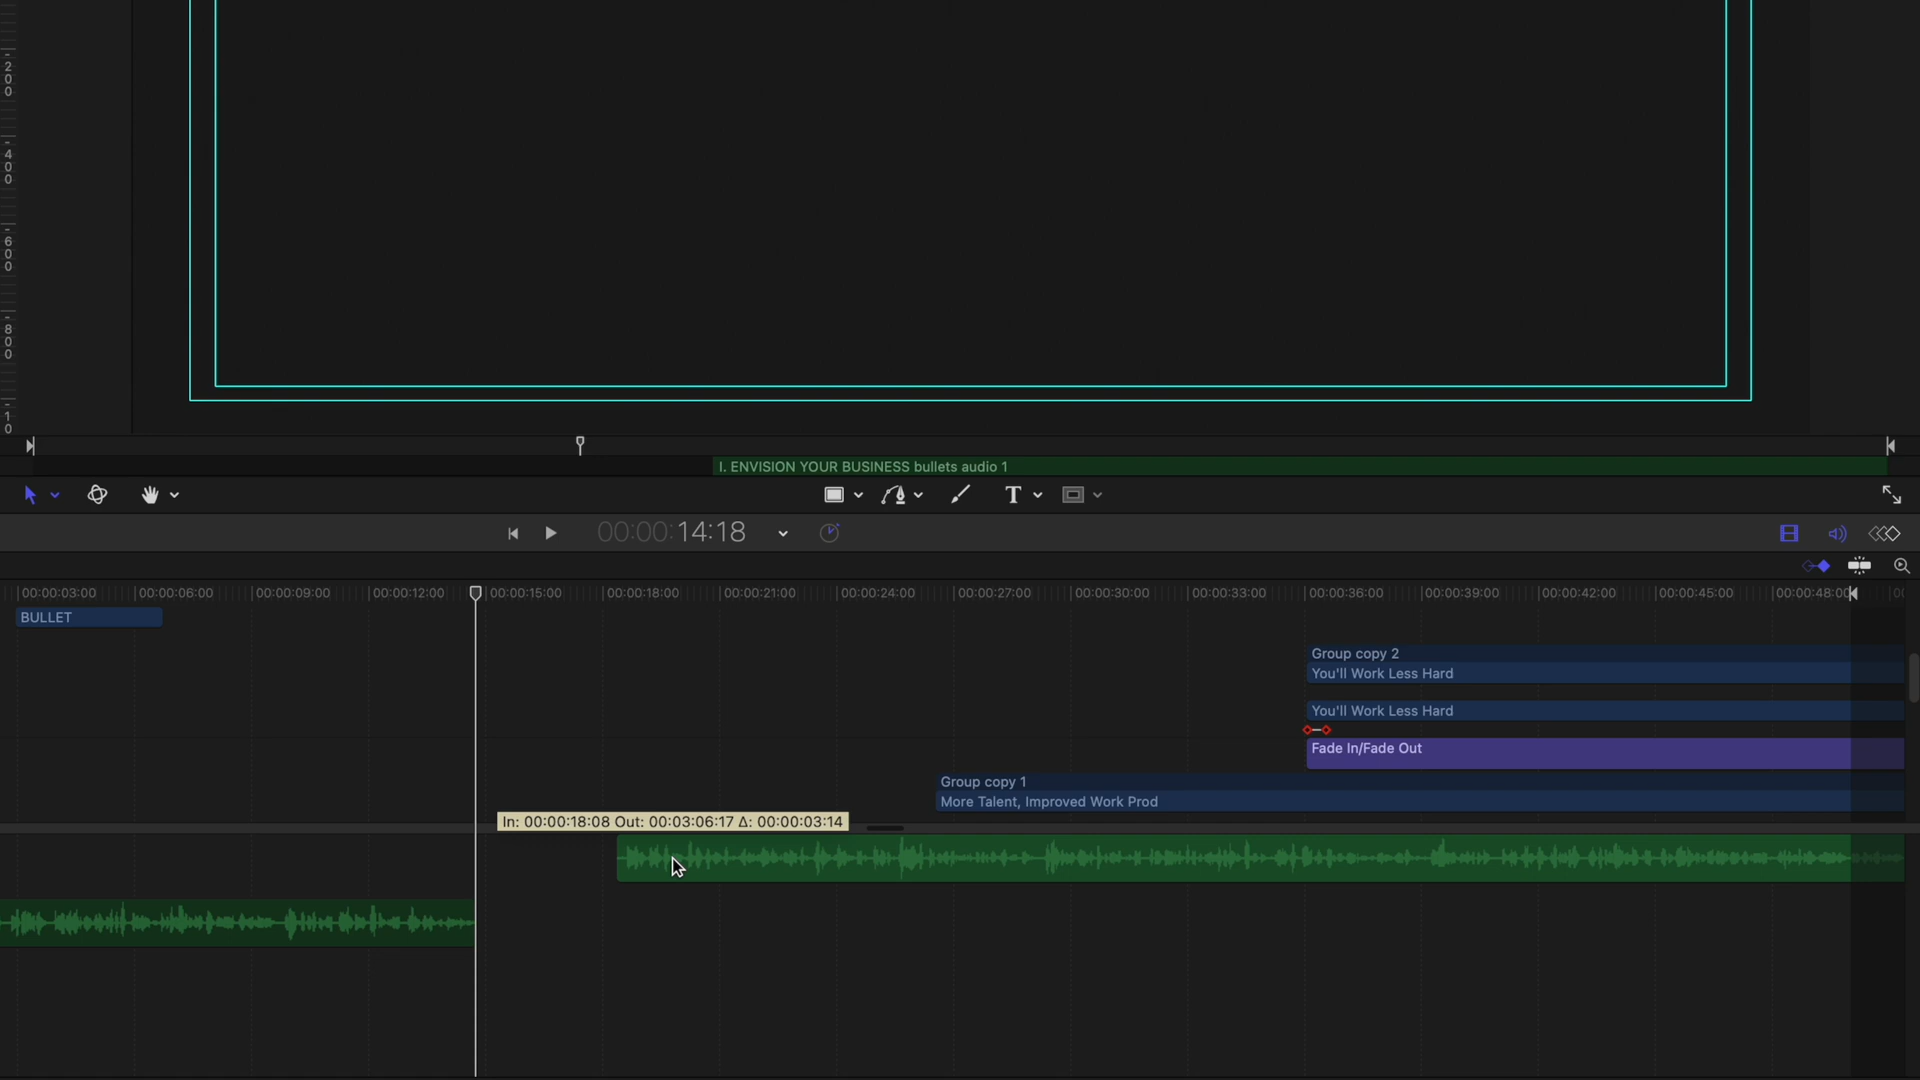 200
400
600
800
10
I. ENVISION YOUR BUSINESS bullets audio 1
T
00:00:14:18
00:00:03:00 00:00:06:00 00:00:09:00 00:00:12:00 00:00:15:00 00:00:18:00 00:00:21:00 00:00:24:00 00:00:27:00 00:00:30:00 00:00:33:00 00:00:36:00 00:00:39:00 00:00:42:00 00:00:45:00 00:00:48:00
BULLET
Group copy 2
You'll Work Less Hard
You'll Work Less Hard
Fade In/Fade Out
Group copy 1
More Talent, Improved Work Prod
In: 00:00:18:08 Out: 00:03:06:17 Δ: 00:00:03:14